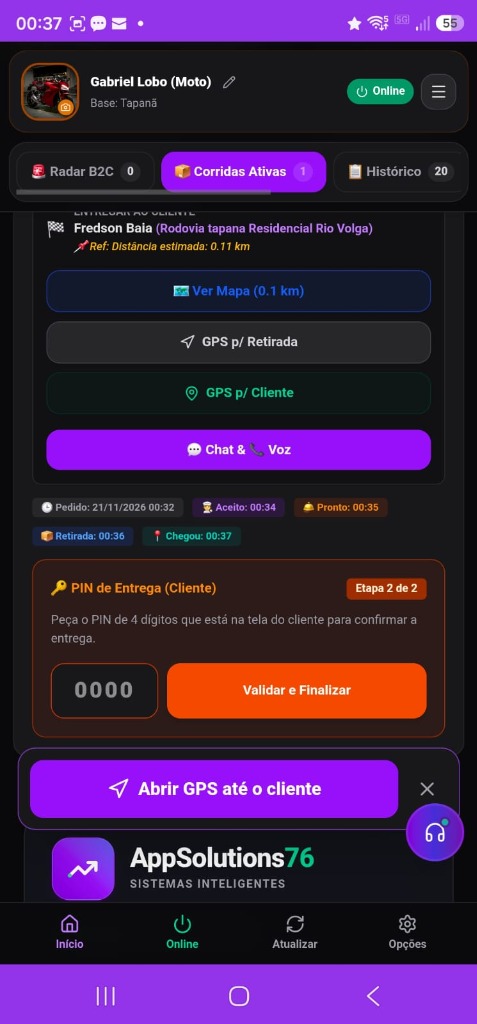 00:37
5G
55
Gabriel Lobo (Moto)
Base: Tapanã
Online
Radar B2C 0
Corridas Ativas 1
Histórico 20
ENTREGAR AO CLIENTE
Fredson Baia (Rodovia tapana Residencial Rio Volga)
Ref: Distância estimada: 0.11 km
Ver Mapa (0.1 km)
GPS p/ Retirada
GPS p/ Cliente
Chat & Voz
Pedido: 21/11/2026 00:32
Aceito: 00:34
Pronto: 00:35
Retirada: 00:36
Chegou: 00:37
PIN de Entrega (Cliente)
Etapa 2 de 2
Peça o PIN de 4 dígitos que está na tela do cliente para confirmar a
entrega.
0000
Validar e Finalizar
Abrir GPS até o cliente
AppSolutions76
SISTEMAS INTELIGENTES
Início
Online
Atualizar
Opções